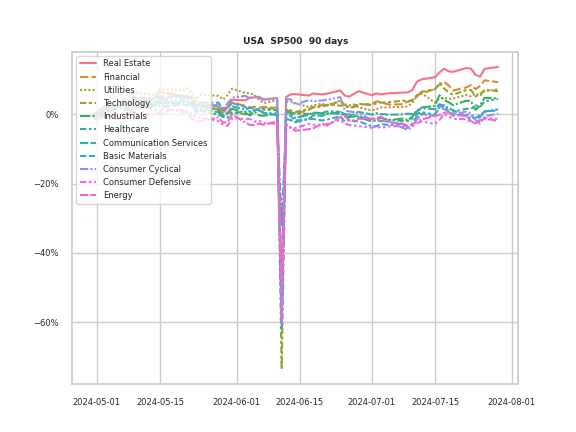 USA SP500 90 days
Real Estate
Financial
Utilities
Technology
Industrials
Healthcare
Communication Services
Basic Materials
Consumer Cyclical
Consumer Defensive
Energy
0%
−20%
−40%
−60%
2024-05-01 2024-05-15 2024-06-01 2024-06-15 2024-07-01 2024-07-15 2024-08-01